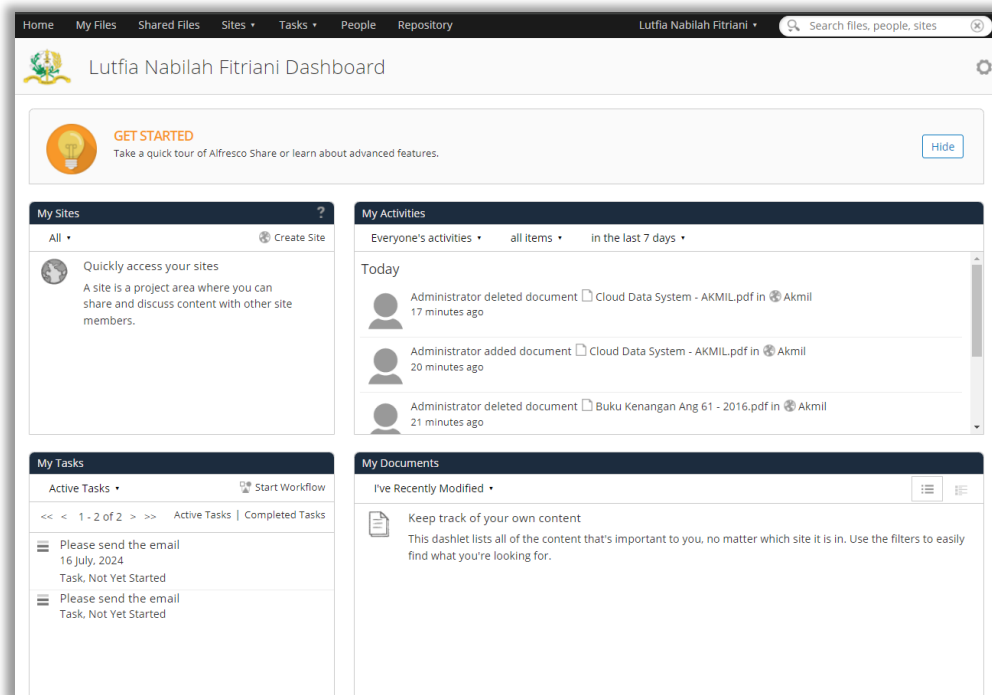 Home My Files Shared Files Sites Tasks People Repository Lutfia Nabilah Fitriani Search files, people, sites
Lutfia Nabilah Fitriani Dashboard
GET STARTED
Take a quick tour of Alfresco Share or learn about advanced features.
Hide
My Sites ?
All Create Site
Quickly access your sites
A site is a project area where you can
share and discuss content with other site
members.
My Activities
Everyone's activities all items in the last 7 days
Today
Administrator deleted document Cloud Data System - AKMIL.pdf in Akmil
17 minutes ago
Administrator added document Cloud Data System - AKMIL.pdf in Akmil
20 minutes ago
Administrator deleted document Buku Kenangan Ang 61 - 2016.pdf in Akmil
21 minutes ago
My Tasks
Active Tasks Start Workflow
<< < 1 - 2 of 2 > >> Active Tasks | Completed Tasks
Please send the email
16 July, 2024
Task, Not Yet Started
Please send the email
Task, Not Yet Started
My Documents
I've Recently Modified
Keep track of your own content
This dashlet lists all of the content that's important to you, no matter which site it is in. Use the filters to easily
find what you're looking for.